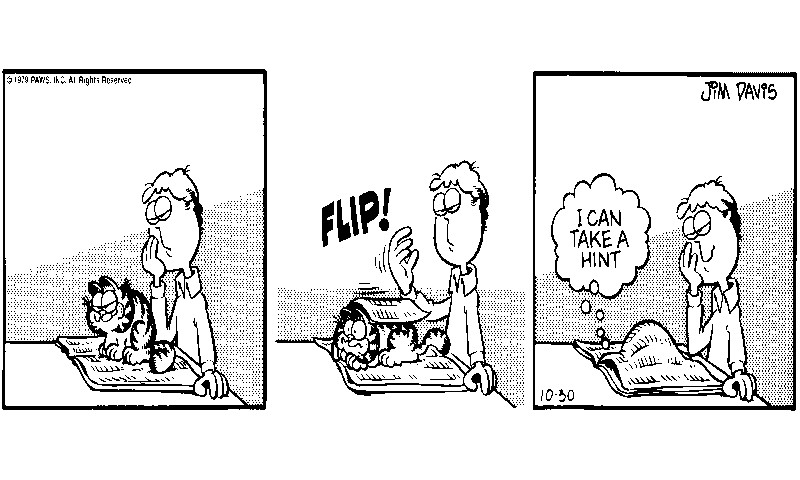 © 1979 PAWS, INC. All Rights Reserved
FLIP!
JIM DAVIS
I CAN
TAKE A
HINT
10-30